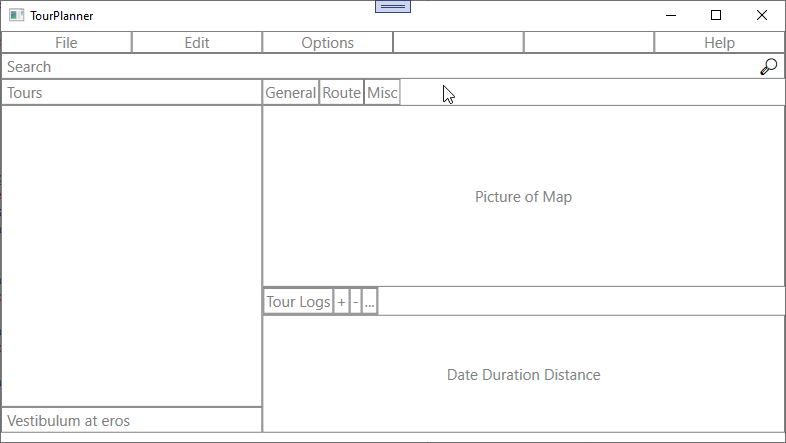 TourPlanner
File Edit Options Help
Search
Tours General Route Misc
Picture of Map
Tour Logs + - ...
Date Duration Distance
Vestibulum at eros